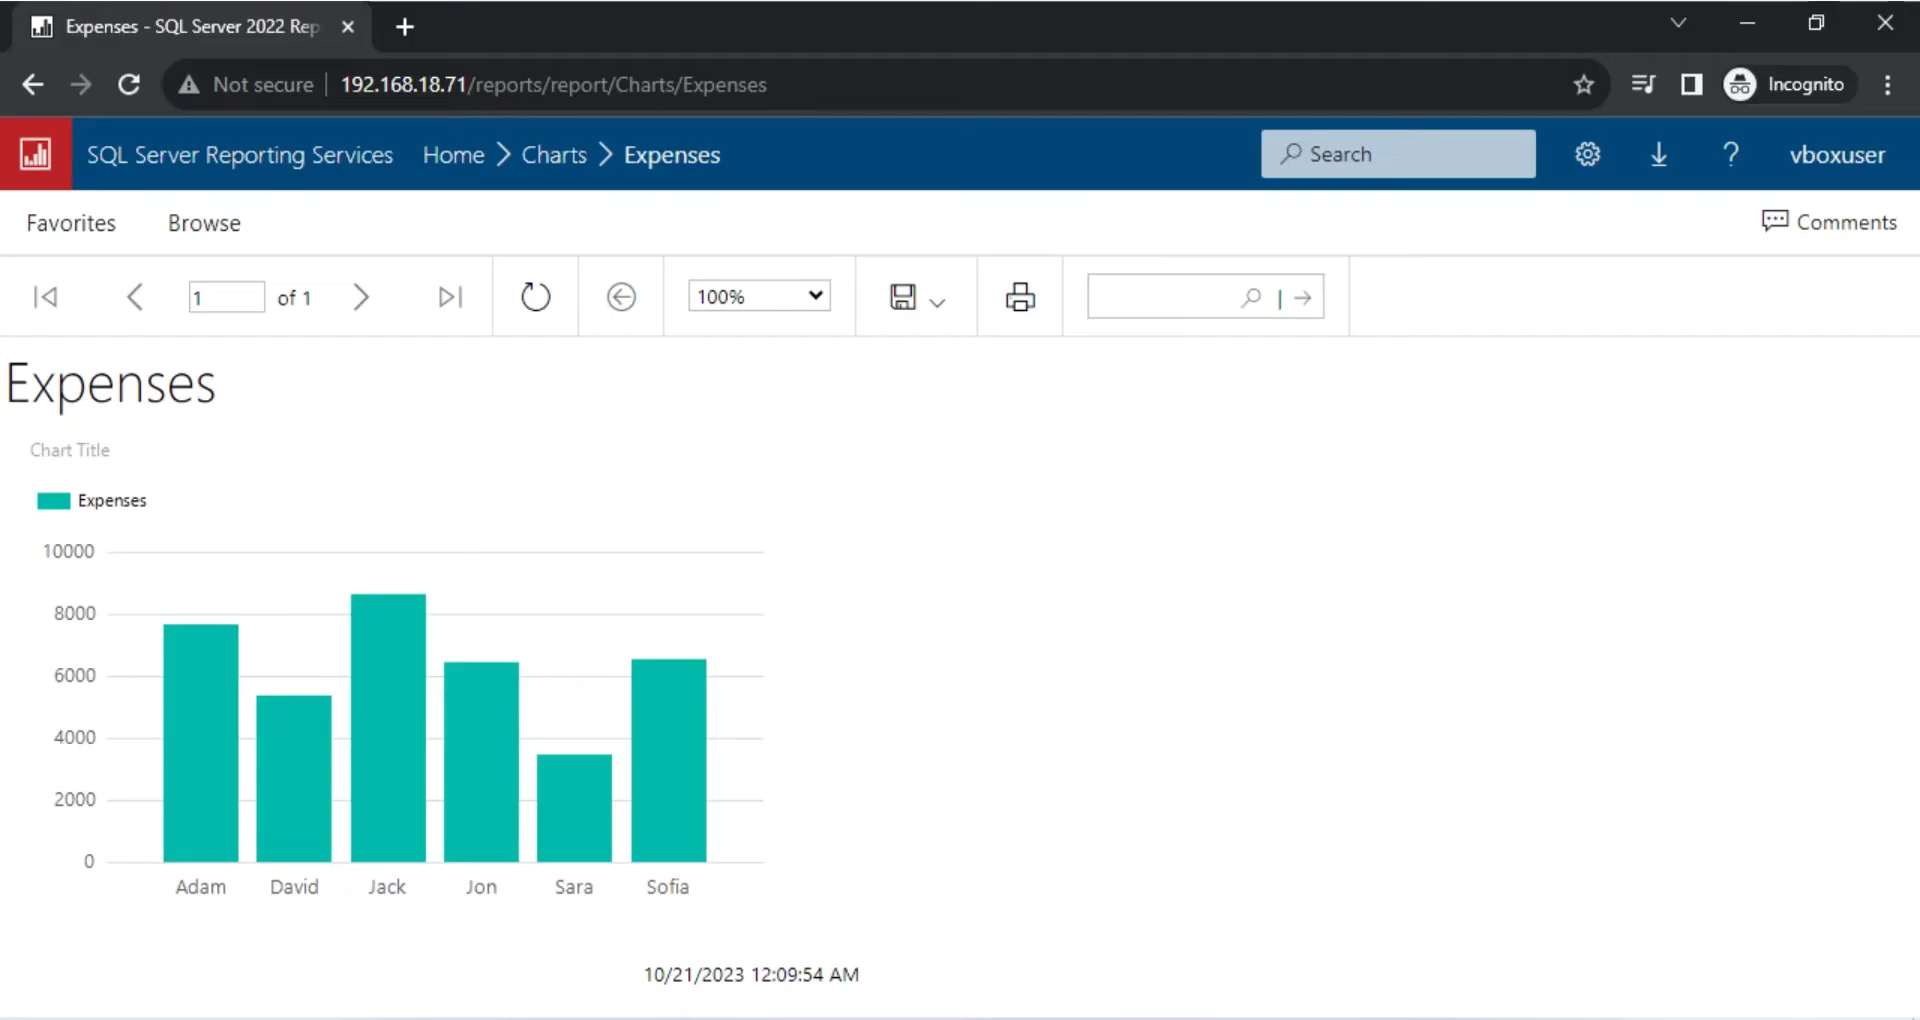 Expenses - SQL Server 2022 Rep
Not secure | 192.168.18.71/reports/report/Charts/Expenses
Incognito
SQL Server Reporting Services Home > Charts > Expenses
Search
? vboxuser
Favorites Browse
Comments
1 of 1
100%
Expenses
Chart Title
Expenses
10000
8000
6000
4000
2000
0
Adam David Jack Jon Sara Sofia
10/21/2023 12:09:54 AM